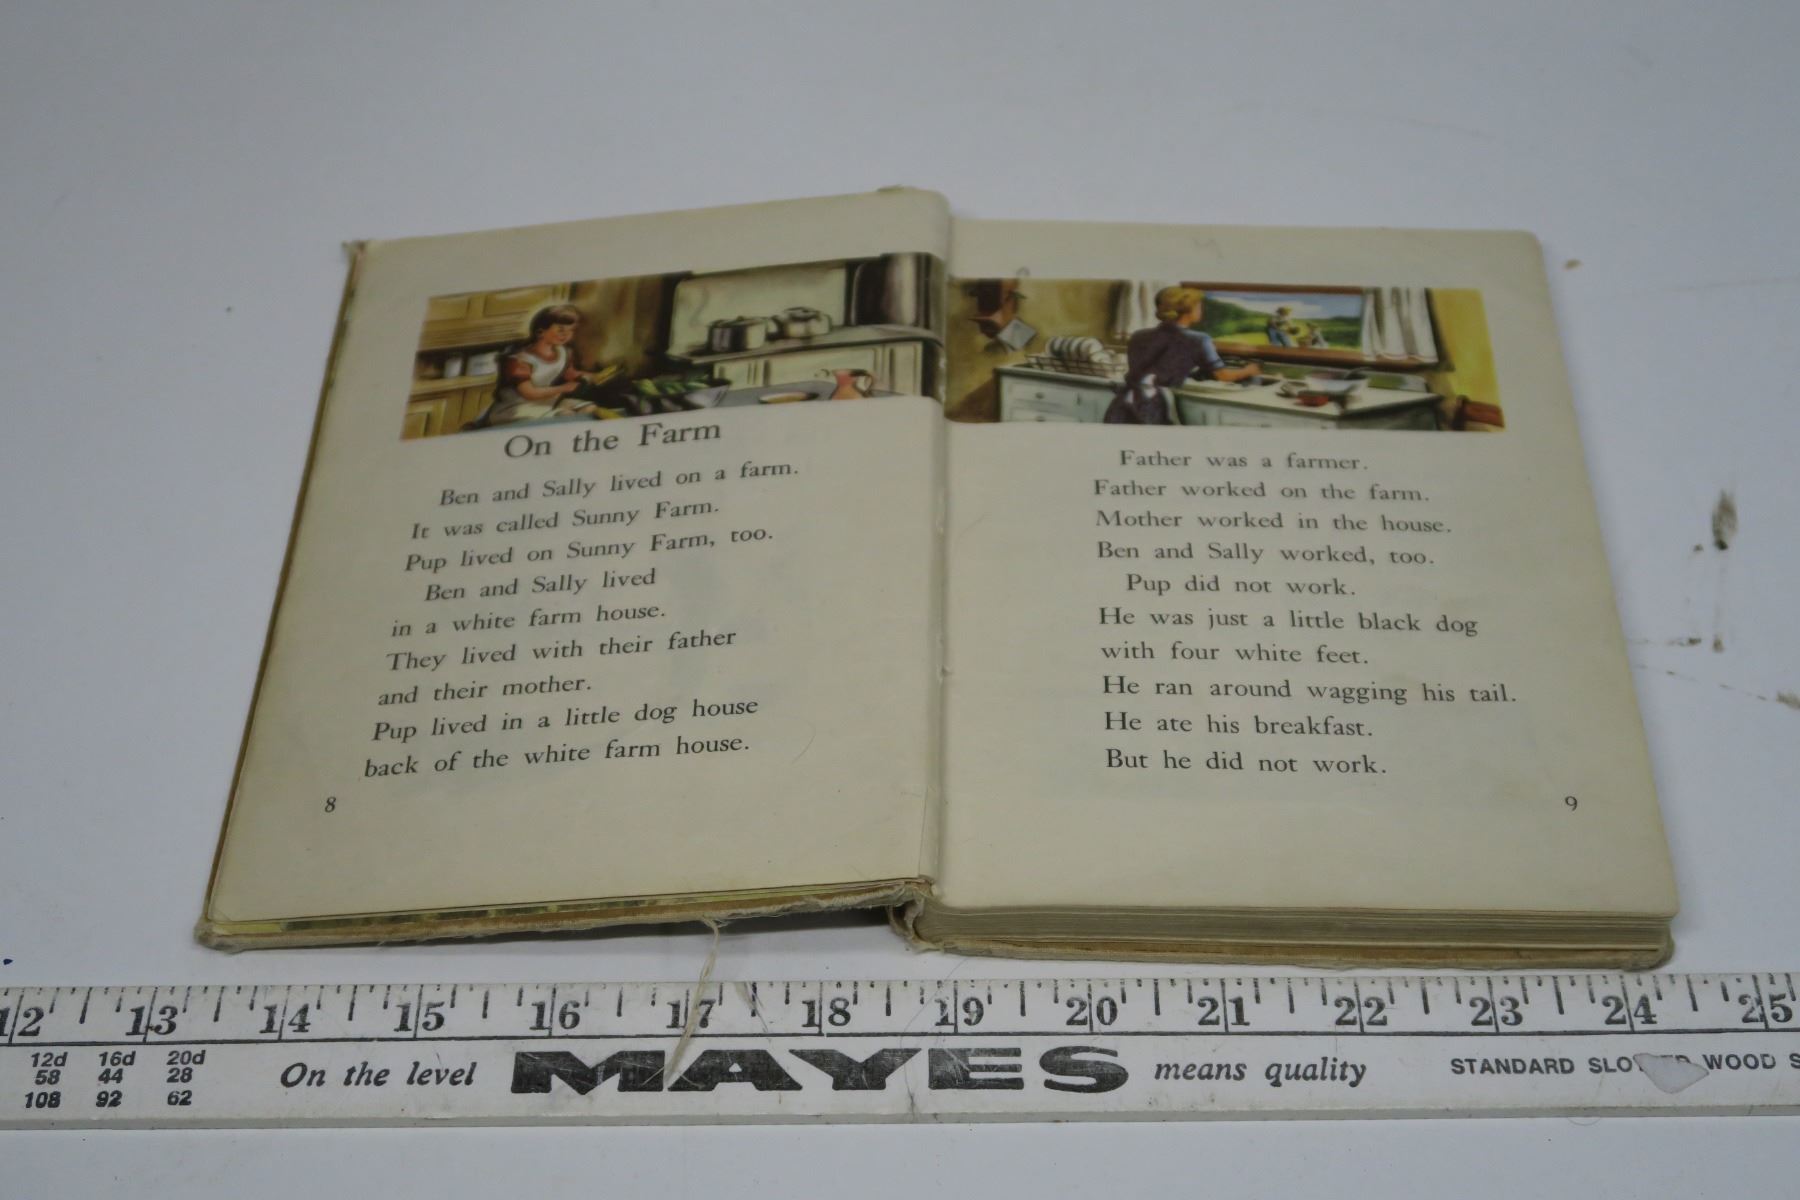 On the Farm
Ben and Sally lived on a farm.
It was called Sunny Farm.
Pup lived on Sunny Farm, too.
Ben and Sally lived
in a white farm house.
They lived with their father
and their mother.
Pup lived in a little dog house
back of the white farm house.
8
Father was a farmer.
Father worked on the farm.
Mother worked in the house.
Ben and Sally worked, too.
Pup did not work.
He was just a little black dog
with four white feet.
He ran around wagging his tail.
He ate his breakfast.
But he did not work.
9
12 13 14 15 16 17 18 19 20 21 22 23 24 25
12d 16d 20d
58 44 28
108 92 62
On the level MAYES means quality STANDARD WOOD